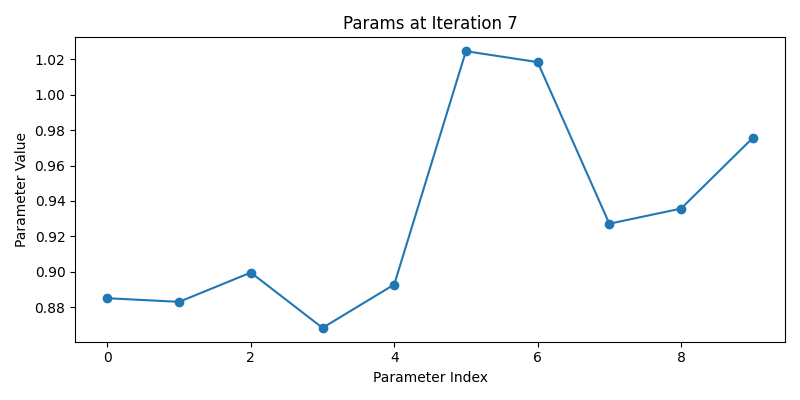 Params at Iteration 7
Parameter Value
1.02
1.00
0.98
0.96
0.94
0.92
0.90
0.88
0 2 4 6 8
Parameter Index